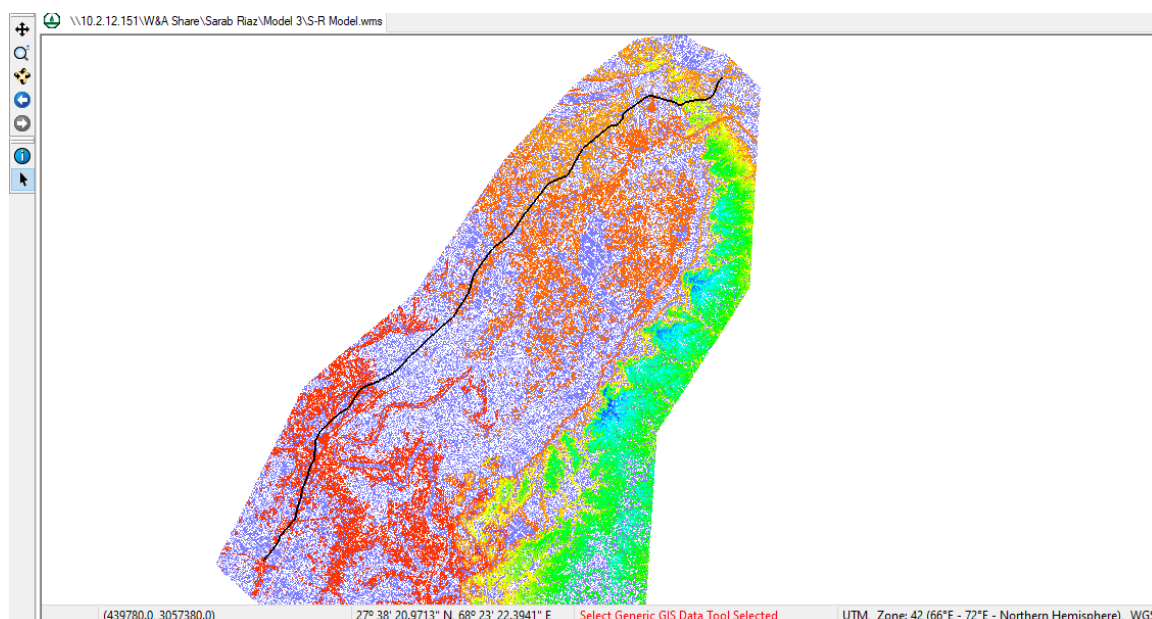 \\10.2.12.151\W&A Share\Sarab Riaz\Model 3\S-R Model.wms
(439780.0, 3057380.0) 27° 38' 20.9713" N, 68° 23' 22.3941" E Select Generic GIS Data Tool Selected UTM, Zone: 42 (66°E - 72°E - Northern Hemisphere), WGS